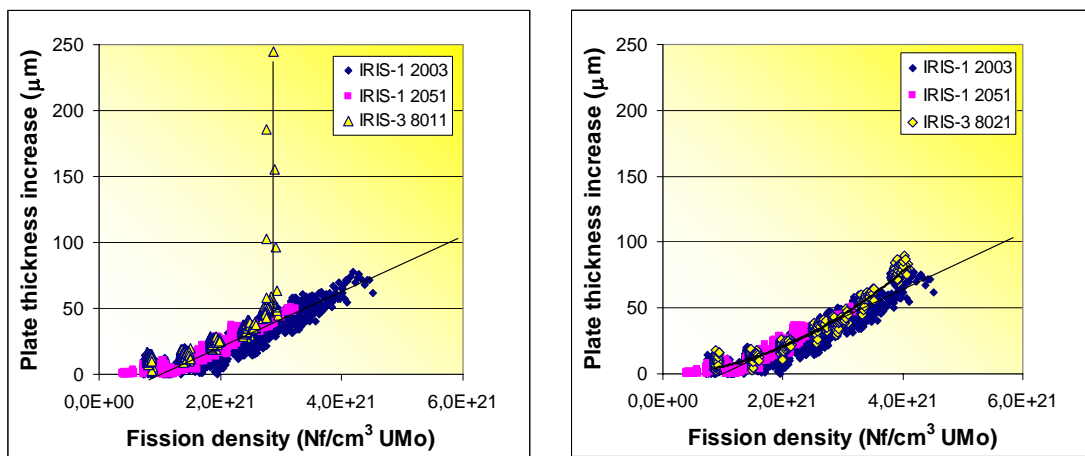 Plate thickness increase (μm)
250
200
150
100
50
0
IRIS-1 2003
IRIS-1 2051
IRIS-3 8011
0,0E+00 2,0E+21 4,0E+21 6,0E+21
Fission density (Nf/cm³ UMo)
Plate thickness increase (μm)
250
200
150
100
50
0
IRIS-1 2003
IRIS-1 2051
IRIS-3 8021
0,0E+00 2,0E+21 4,0E+21 6,0E+21
Fission density (Nf/cm³ UMo)